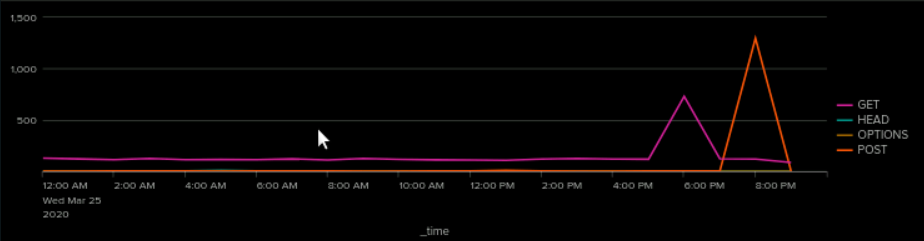 1,500
1,000
500
GET
HEAD
OPTIONS
POST
12:00 AM 2:00 AM 4:00 AM 6:00 AM 8:00 AM 10:00 AM 12:00 PM 2:00 PM 4:00 PM 6:00 PM 8:00 PM
Wed Mar 25
2020
_time